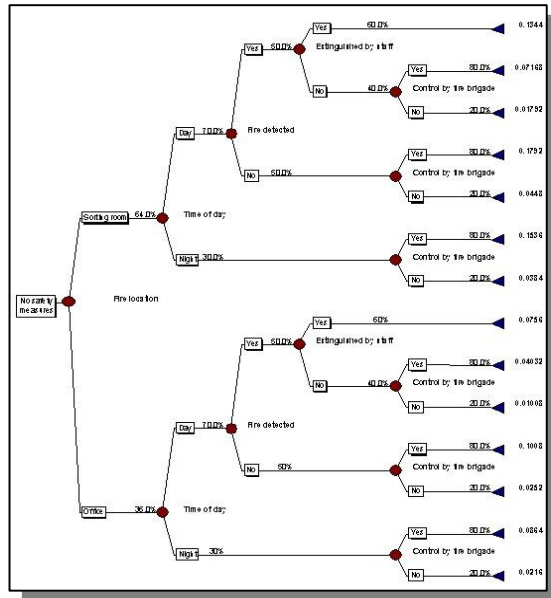 Yes 60.0% 0.1344
Yes 50.0% Extinguished by staff
Yes 80.0% 0.07168
No 40.0% Control by fire brigade
No 20.0% 0.01792
Day 70.0% Fire detected
Yes 80.0% 0.1792
No 50.0% Control by fire brigade
No 20.0% 0.0448
Sorting room 64.0% Time of day
Yes 80.0% 0.1536
Night 30.0% Control by fire brigade
No 20.0% 0.0384
No safety
measures
Fire location
Yes 60% 0.0756
Yes 50.0% Extinguished by staff
Yes 80.0% 0.04032
No 40.0% Control by fire brigade
No 20.0% 0.01008
Day 70.0% Fire detected
Yes 80.0% 0.1008
No 50% Control by fire brigade
No 20.0% 0.0252
Office 36.0% Time of day
Yes 80.0% 0.0864
Night 30% Control by fire brigade
No 20.0% 0.0216